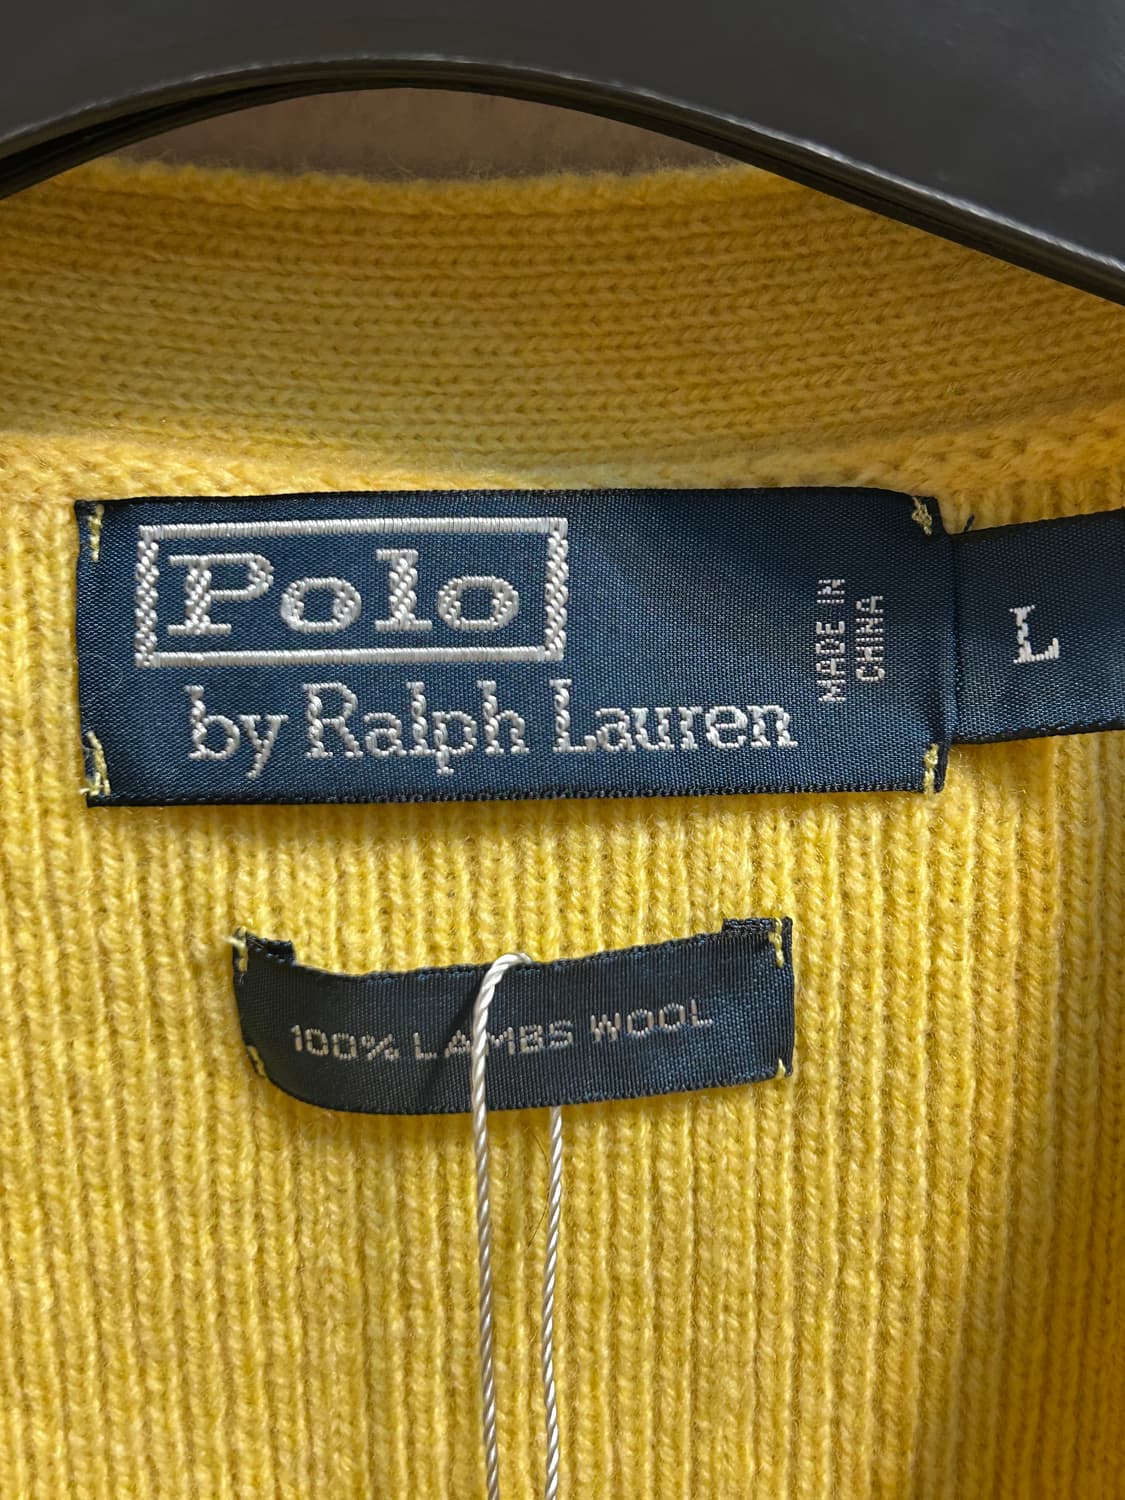 Polo
by Ralph Lauren
MADE IN
CHINA
L
100% LAMBS WOOL